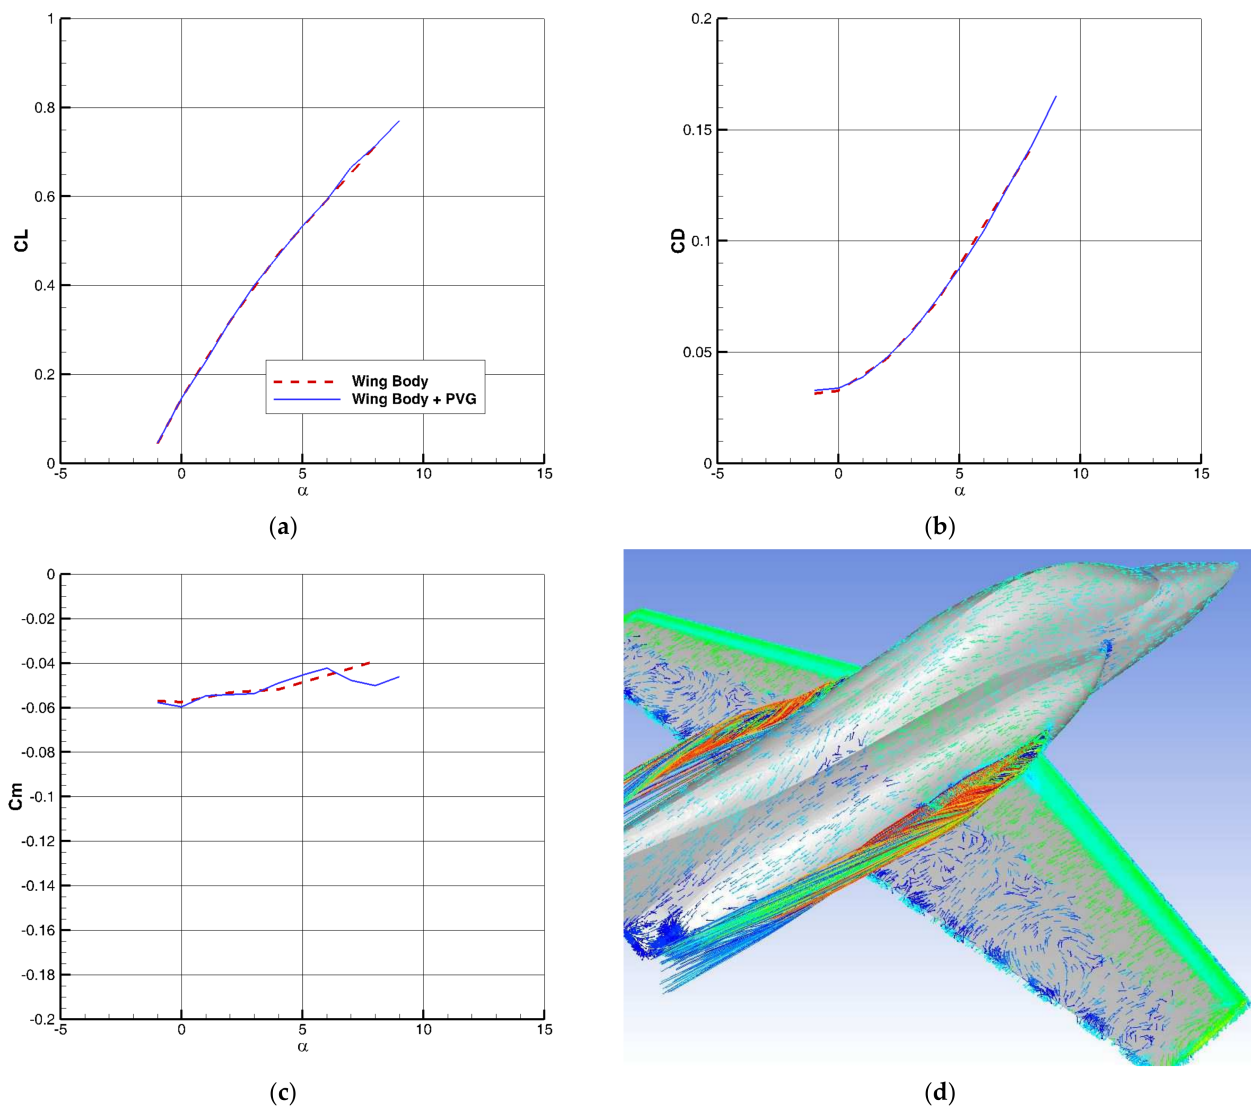 1
0.8
0.6
0.4
0.2
0
CL
Wing Body
Wing Body + PVG
-5 0 5 10 15
α
(a)
0.2
0.15
0.1
0.05
0
CD
-5 0 5 10 15
α
(b)
0
-0.02
-0.04
-0.06
-0.08
-0.1
-0.12
-0.14
-0.16
-0.18
-0.2
Cm
-5 0 5 10 15
α
(c)
(d)